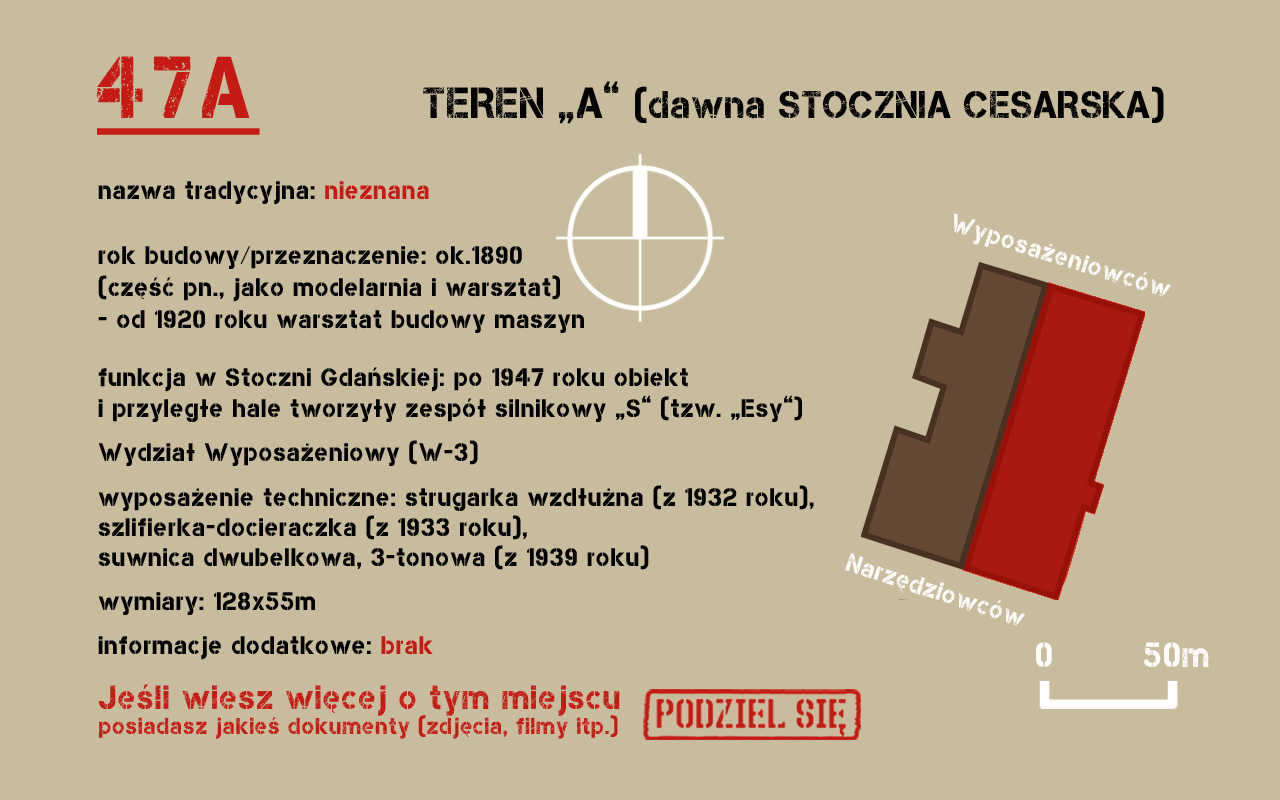 47A
TEREN „A“ (dawna STOCZNIA CESARSKA)
nazwa tradycyjna: nieznana
rok budowy/przeznaczenie: ok.1890
(część pn., jako modelarnia i warsztat)
- od 1920 roku warsztat budowy maszyn
funkcja w Stoczni Gdańskiej: po 1947 roku obiekt
i przyległe hale tworzyły zespół silnikowy „S“ (tzw. „Esy“)
Wydział Wyposażeniowy (W-3)
wyposażenie techniczne: strugarka wzdłużna (z 1932 roku),
szlifierka-docieraczka (z 1933 roku),
suwnica dwubelkowa, 3-tonowa (z 1939 roku)
wymiary: 128x55m
informacje dodatkowe: brak
Jeśli wiesz więcej o tym miejscu
posiadasz jakieś dokumenty (zdjęcia, filmy itp.)
PODZIEL SIĘ
Wyposażeniowców
Narzędziowców
0 50m